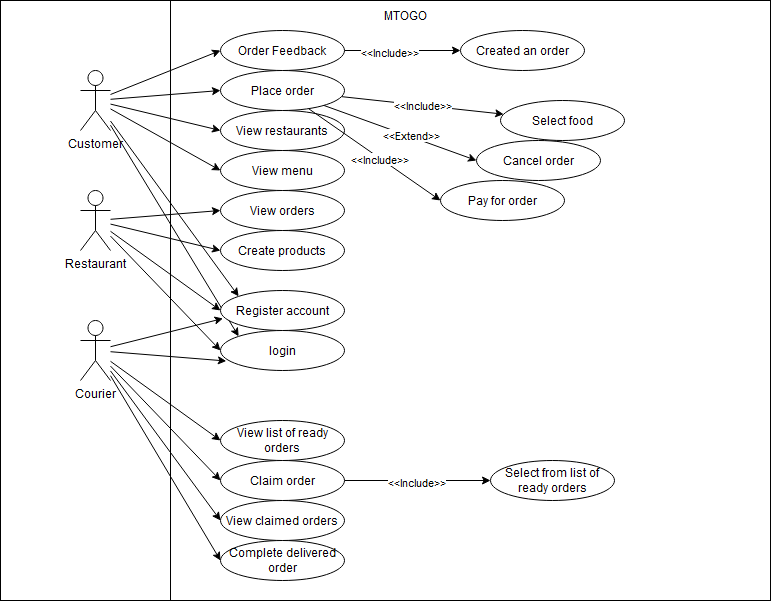 MTOGO
Order Feedback
<<Include>>
Created an order
Place order
<<Include>>
Select food
Customer
View restaurants
<<Extend>>
Cancel order
<<Include>>
View menu
Pay for order
View orders
Restaurant
Create products
Register account
login
Courier
View list of ready
orders
Claim order
<<Include>>
Select from list of
ready orders
View claimed orders
Complete delivered
order